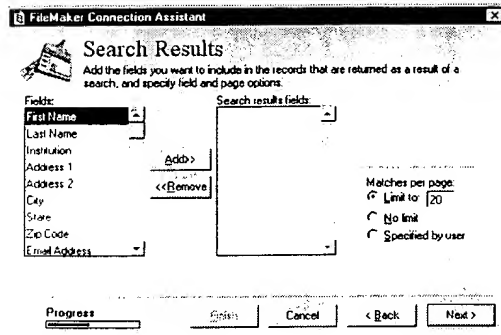 FileMaker Connection Assistant
Search Results
Add the fields you want to include in the records that are returned as a result of a
search, and specify field and page options.
Fields:
First Name
Last Name
Institution
Address 1
Address 2
City
State
Zip Code
Email Address
Add>>
<<Remove
Search results fields:
Matches per page:
Limit to: 20
No limit
Specified by user
Progress
Finish
Cancel
< Back
Next >